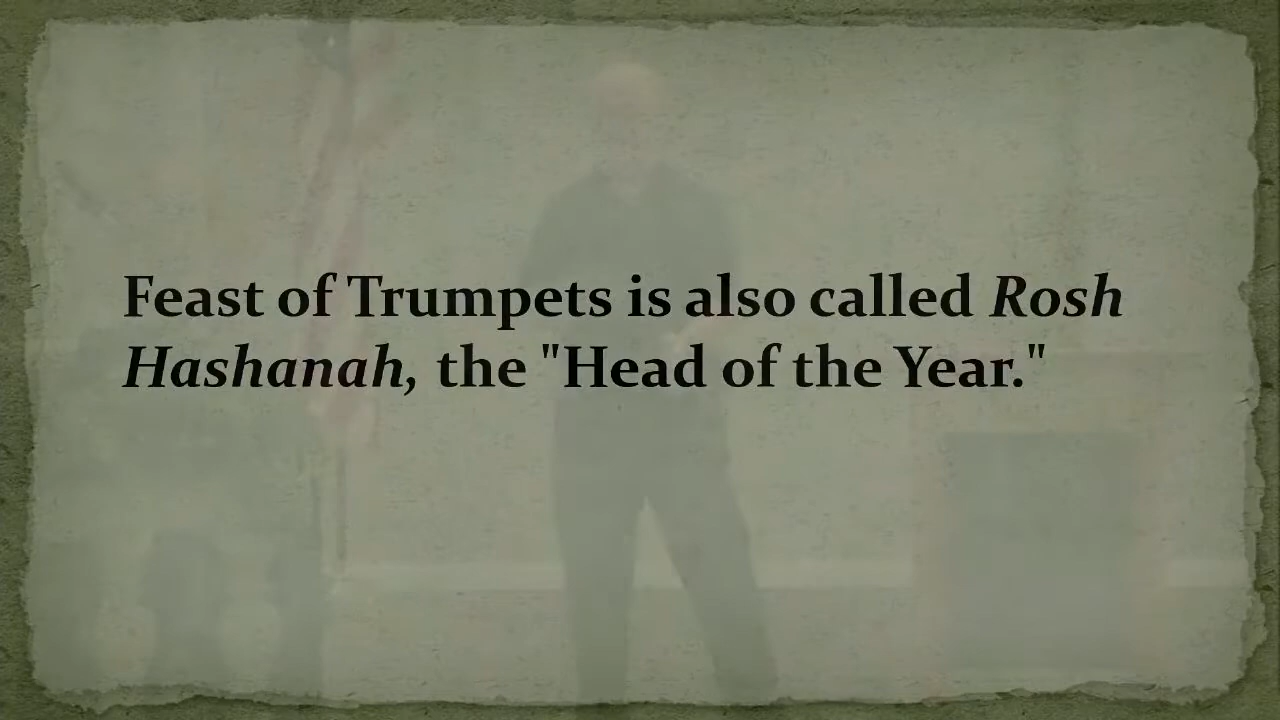 Feast of Trumpets is also called Rosh
Hashanah, the "Head of the Year."